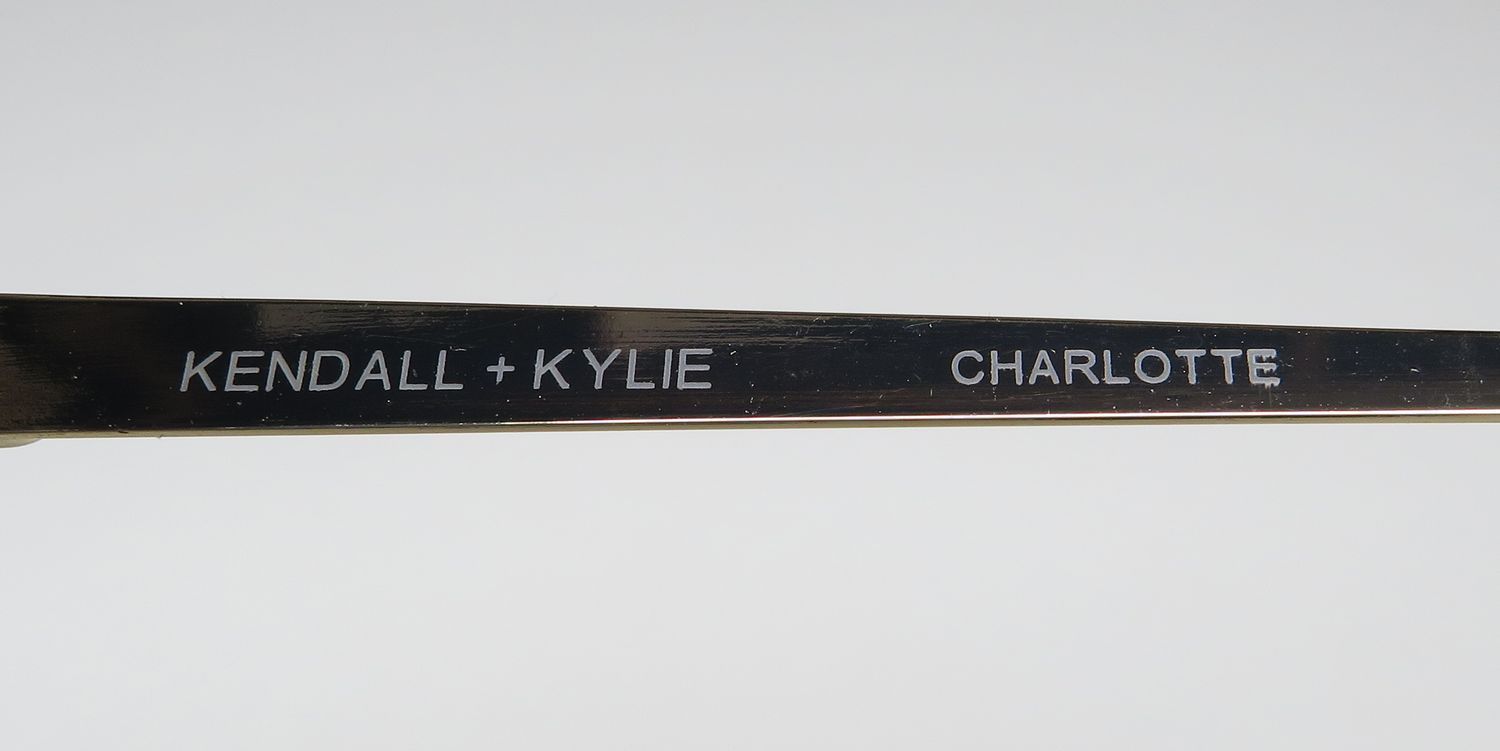 KENDALL + KYLIE CHARLOTTE